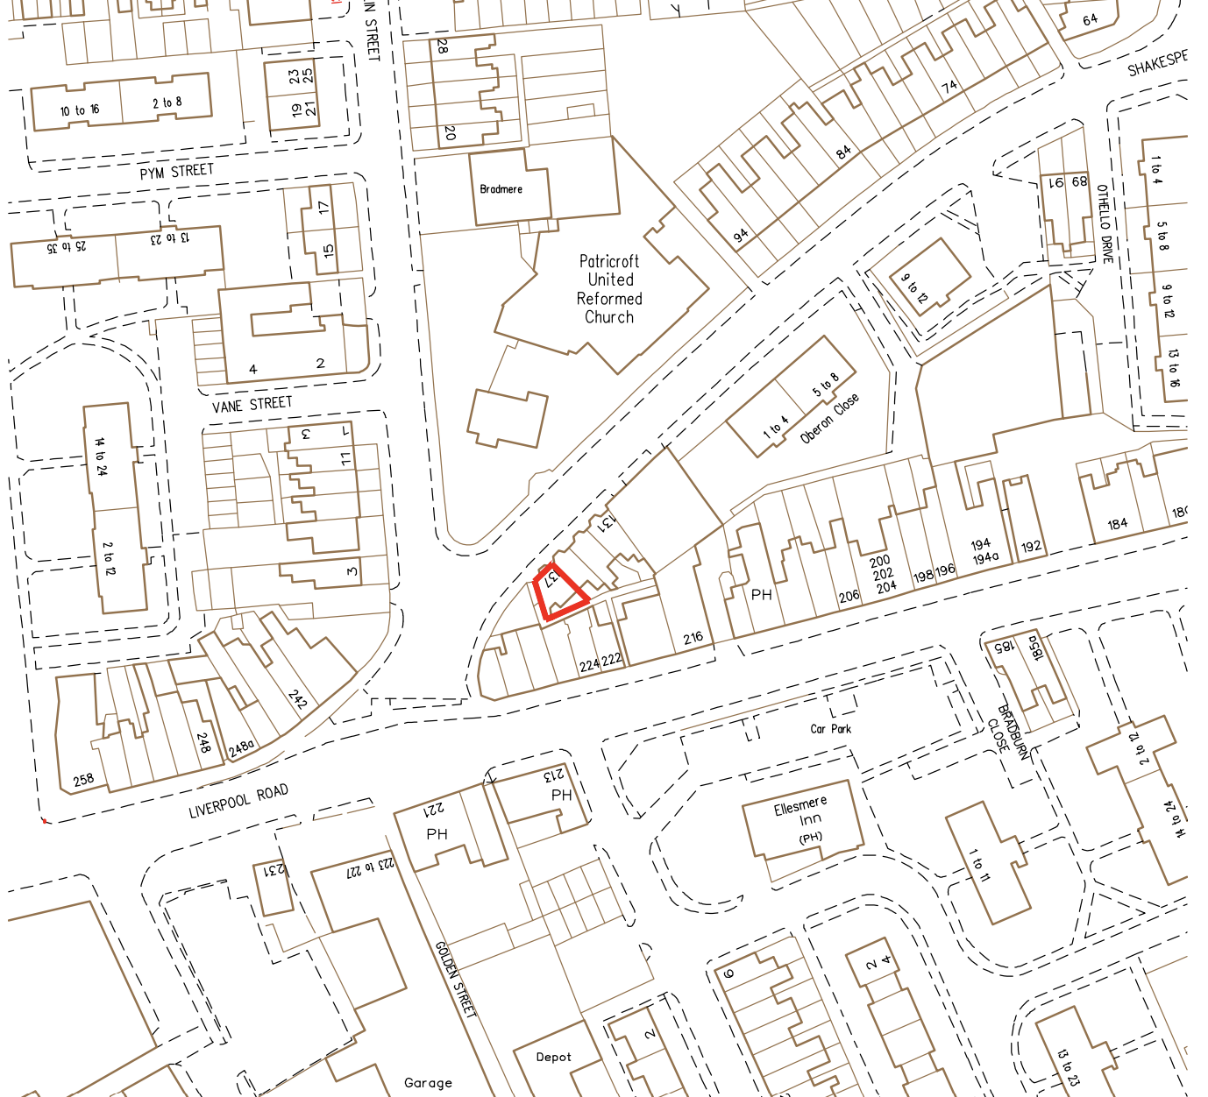 64
IN STREET
28
20
23
25
19
21
10 to 16
2 to 8
SHAKESPE
74
84
94
PYM STREET
Bradmere
17
15
25 to 35
13 to 23
91
89
OTHELLO DRIVE
1 to 4
5 to 8
9 to 12
13 to 16
Patricroft
United
Reformed
Church
9 to 12
4
2
VANE STREET
5 to 8
1 to 4
Oberon Close
3
1
11
14 to 24
2 to 12
3
131
37
PH
194
194a
192
184
180
200
202
204
206
198
196
216
224
222
242
248
248a
258
185
185a
BRADBURN
CLOSE
Car Park
2 to 12
14 to 24
LIVERPOOL ROAD
213
PH
221
PH
Ellesmere
Inn
(PH)
1 to 11
231
223 to 227
GOLDEN STREET
9
2
4
2
Depot
Garage
13 to 23